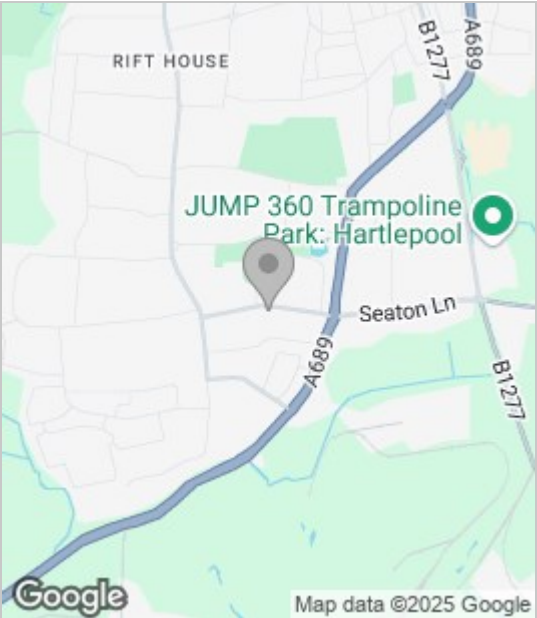 B1277
A689
RIFT HOUSE
JUMP 360 Trampoline
Park: Hartlepool
Seaton Ln
A689
B1277
Google
Map data ©2025 Google